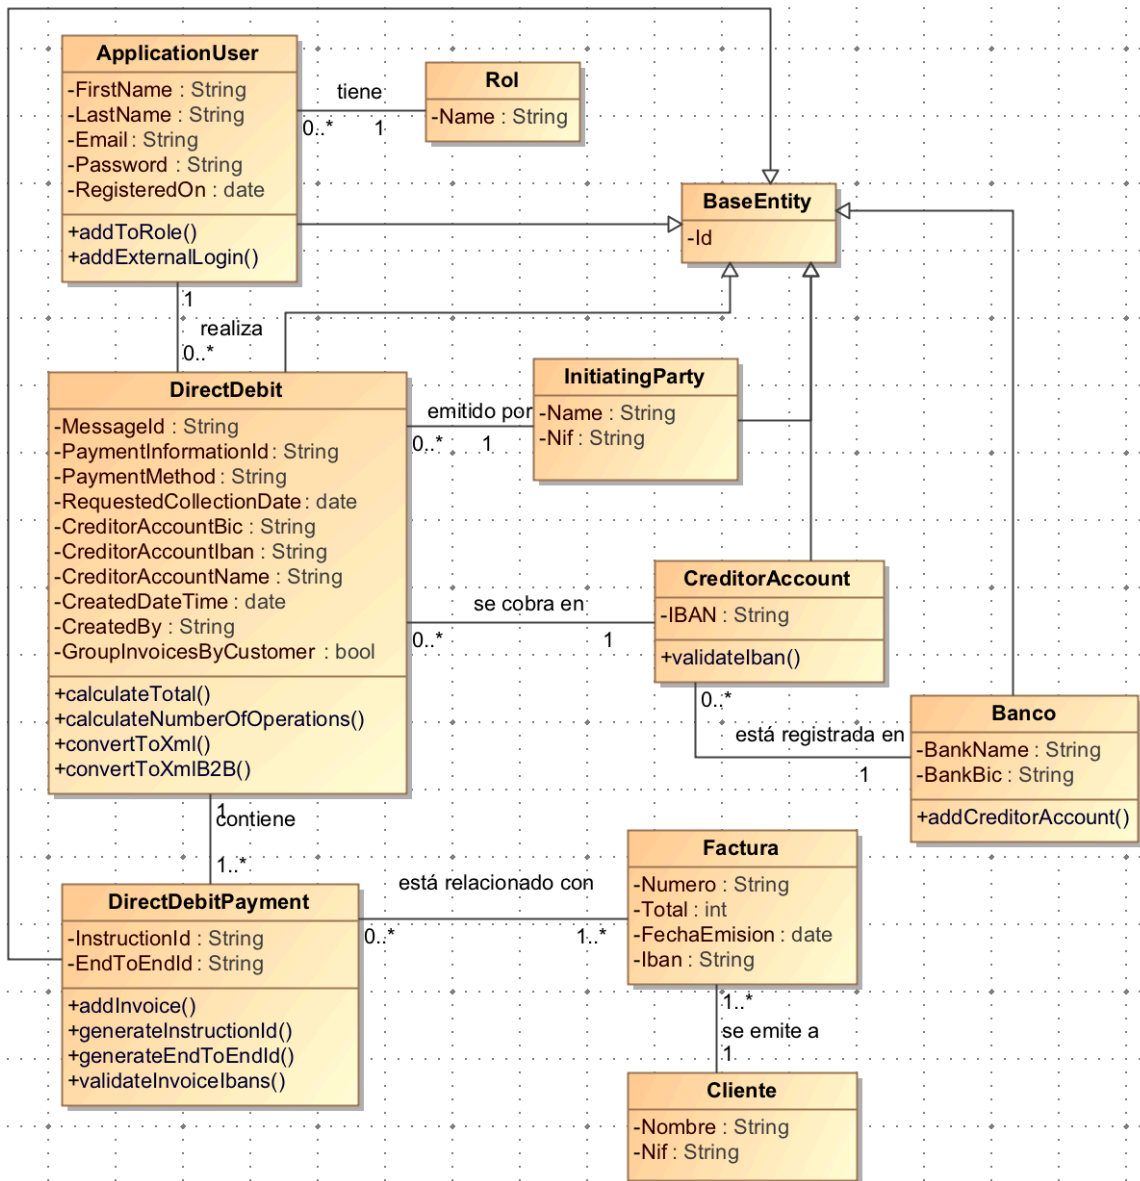 ApplicationUser
-FirstName : String
-LastName : String
-Email : String
-Password : String
-RegisteredOn : date
+addToRole()
+addExternalLogin()
tiene
0..*
1
Rol
-Name : String
BaseEntity
-Id
1
realiza
0..*
DirectDebit
-MessageId : String
-PaymentInformationId : String
-PaymentMethod : String
-RequestedCollectionDate : date
-CreditorAccountBic : String
-CreditorAccountIban : String
-CreditorAccountName : String
-CreatedDateTime : date
-CreatedBy : String
-GroupInvoicesByCustomer : bool
+calculateTotal()
+calculateNumberOfOperations()
+convertToXml()
+convertToXmlB2B()
emitido por
0..*
1
InitiatingParty
-Name : String
-Nif : String
se cobra en
0..*
1
CreditorAccount
-IBAN : String
+validateIban()
0..*
está registrada en
1
Banco
-BankName : String
-BankBic : String
+addCreditorAccount()
1
contiene
1..*
DirectDebitPayment
-InstructionId : String
-EndToEndId : String
+addInvoice()
+generateInstructionId()
+generateEndToEndId()
+validateInvoiceIbans()
está relacionado con
0..*
1..*
Factura
-Numero : String
-Total : int
-FechaEmision : date
-Iban : String
1..*
se emite a
1
Cliente
-Nombre : String
-Nif : String